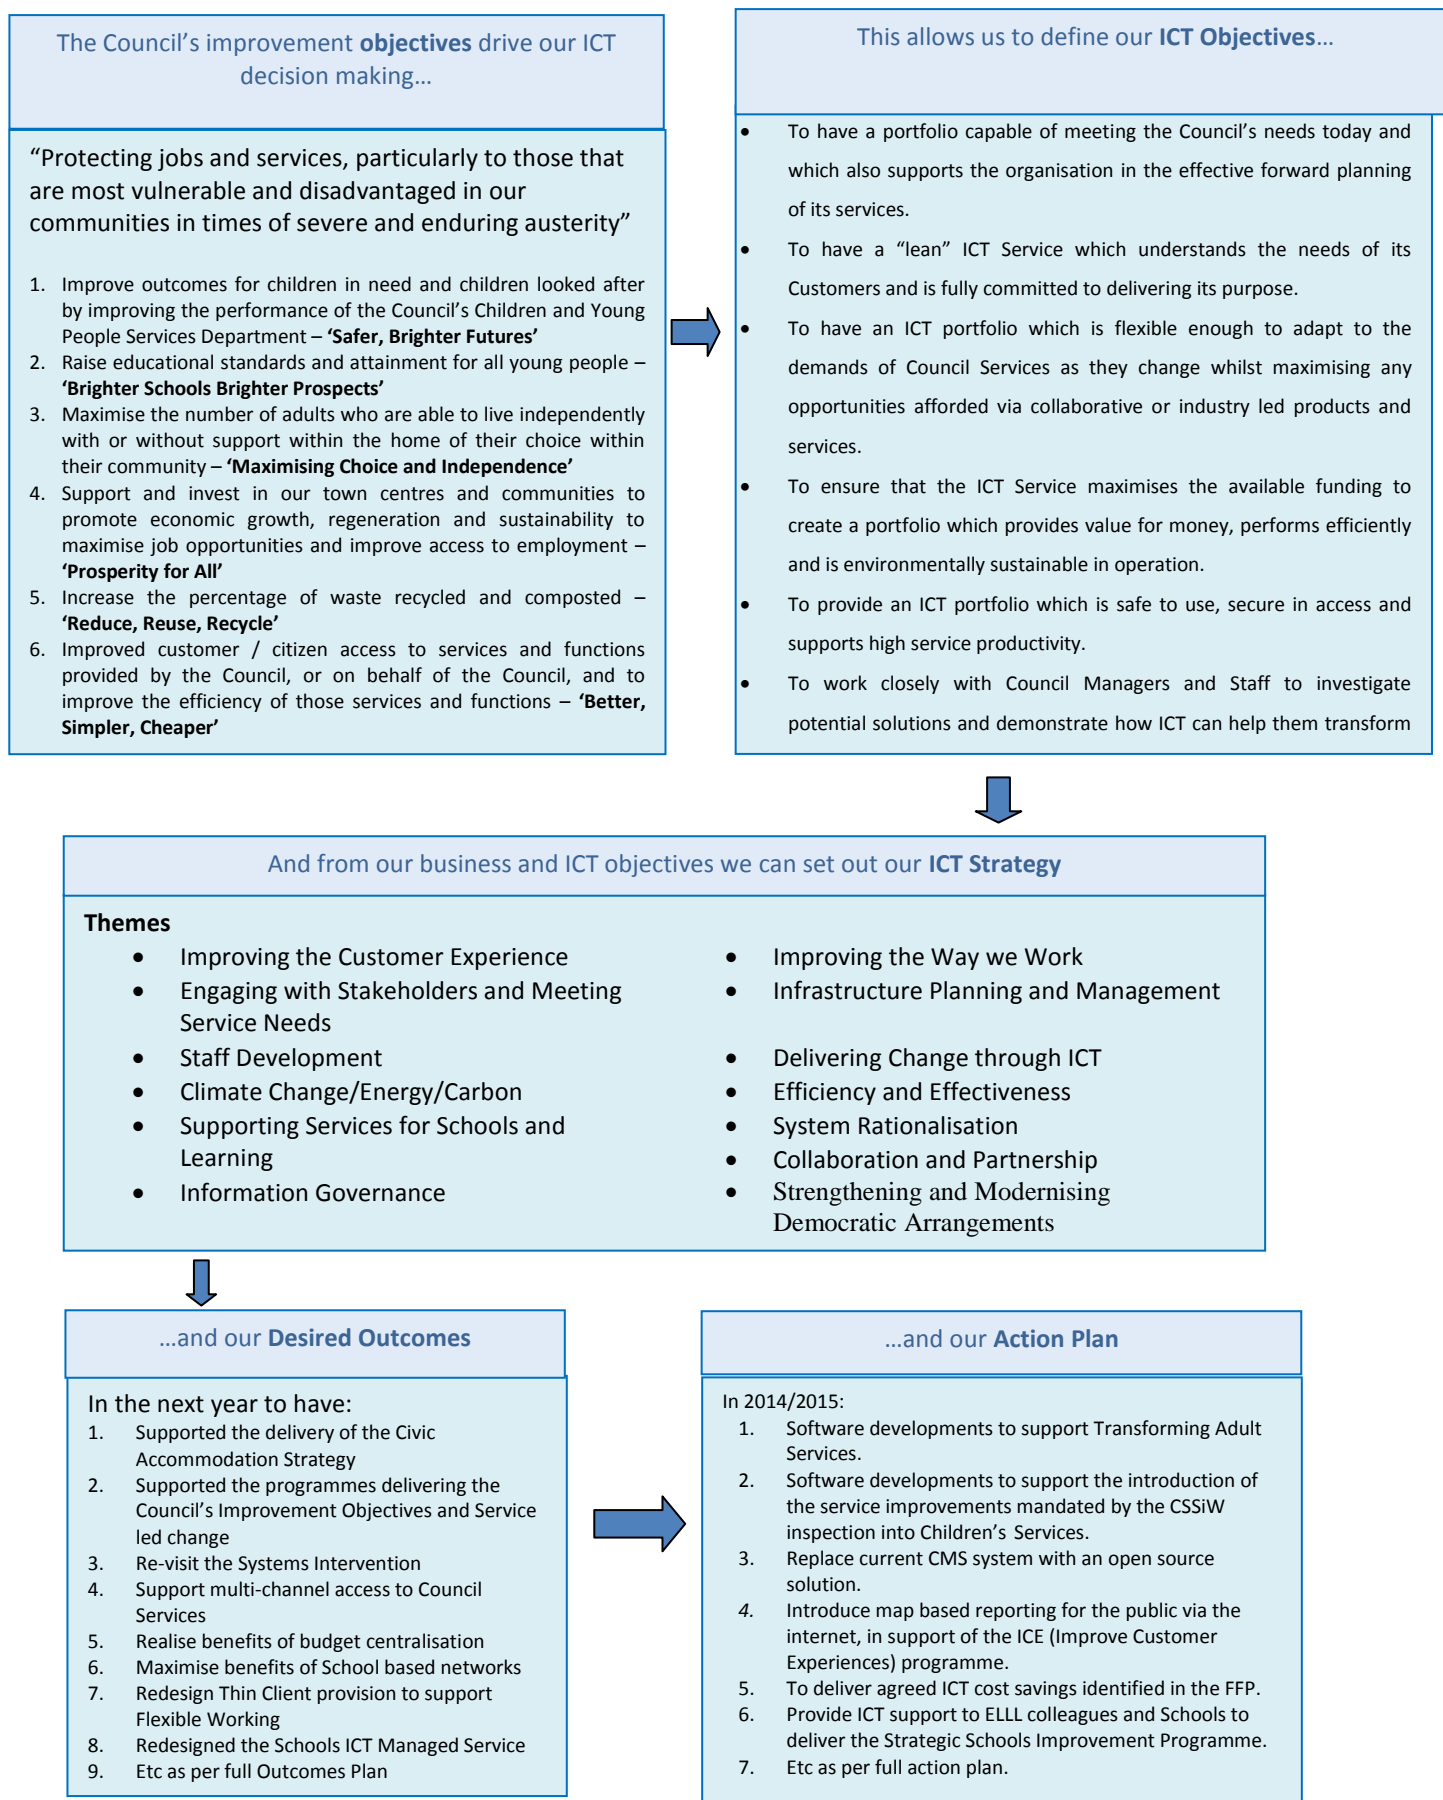 The Council’s improvement objectives drive our ICT
decision making…
“Protecting jobs and services, particularly to those that
are most vulnerable and disadvantaged in our
communities in times of severe and enduring austerity”
1. Improve outcomes for children in need and children looked after
by improving the performance of the Council’s Children and Young
People Services Department – ‘Safer, Brighter Futures’
2. Raise educational standards and attainment for all young people –
‘Brighter Schools Brighter Prospects’
3. Maximise the number of adults who are able to live independently
with or without support within the home of their choice within
their community – ‘Maximising Choice and Independence’
4. Support and invest in our town centres and communities to
promote economic growth, regeneration and sustainability to
maximise job opportunities and improve access to employment –
‘Prosperity for All’
5. Increase the percentage of waste recycled and composted –
‘Reduce, Reuse, Recycle’
6. Improved customer / citizen access to services and functions
provided by the Council, or on behalf of the Council, and to
improve the efficiency of those services and functions – ‘Better,
Simpler, Cheaper’
This allows us to define our ICT Objectives…
• To have a portfolio capable of meeting the Council’s needs today and
which also supports the organisation in the effective forward planning
of its services.
• To have a “lean” ICT Service which understands the needs of its
Customers and is fully committed to delivering its purpose.
• To have an ICT portfolio which is flexible enough to adapt to the
demands of Council Services as they change whilst maximising any
opportunities afforded via collaborative or industry led products and
services.
• To ensure that the ICT Service maximises the available funding to
create a portfolio which provides value for money, performs efficiently
and is environmentally sustainable in operation.
• To provide an ICT portfolio which is safe to use, secure in access and
supports high service productivity.
• To work closely with Council Managers and Staff to investigate
potential solutions and demonstrate how ICT can help them transform
And from our business and ICT objectives we can set out our ICT Strategy
Themes
• Improving the Customer Experience
• Engaging with Stakeholders and Meeting
Service Needs
• Staff Development
• Climate Change/Energy/Carbon
• Supporting Services for Schools and
Learning
• Information Governance
• Improving the Way we Work
• Infrastructure Planning and Management
• Delivering Change through ICT
• Efficiency and Effectiveness
• System Rationalisation
• Collaboration and Partnership
• Strengthening and Modernising
Democratic Arrangements
…and our Desired Outcomes
In the next year to have:
1. Supported the delivery of the Civic
Accommodation Strategy
2. Supported the programmes delivering the
Council’s Improvement Objectives and Service
led change
3. Re-visit the Systems Intervention
4. Support multi-channel access to Council
Services
5. Realise benefits of budget centralisation
6. Maximise benefits of School based networks
7. Redesign Thin Client provision to support
Flexible Working
8. Redesigned the Schools ICT Managed Service
9. Etc as per full Outcomes Plan
…and our Action Plan
In 2014/2015:
1. Software developments to support Transforming Adult
Services.
2. Software developments to support the introduction of
the service improvements mandated by the CSSiW
inspection into Children’s Services.
3. Replace current CMS system with an open source
solution.
4. Introduce map based reporting for the public via the
internet, in support of the ICE (Improve Customer
Experiences) programme.
5. To deliver agreed ICT cost savings identified in the FFP.
6. Provide ICT support to ELLL colleagues and Schools to
deliver the Strategic Schools Improvement Programme.
7. Etc as per full action plan.